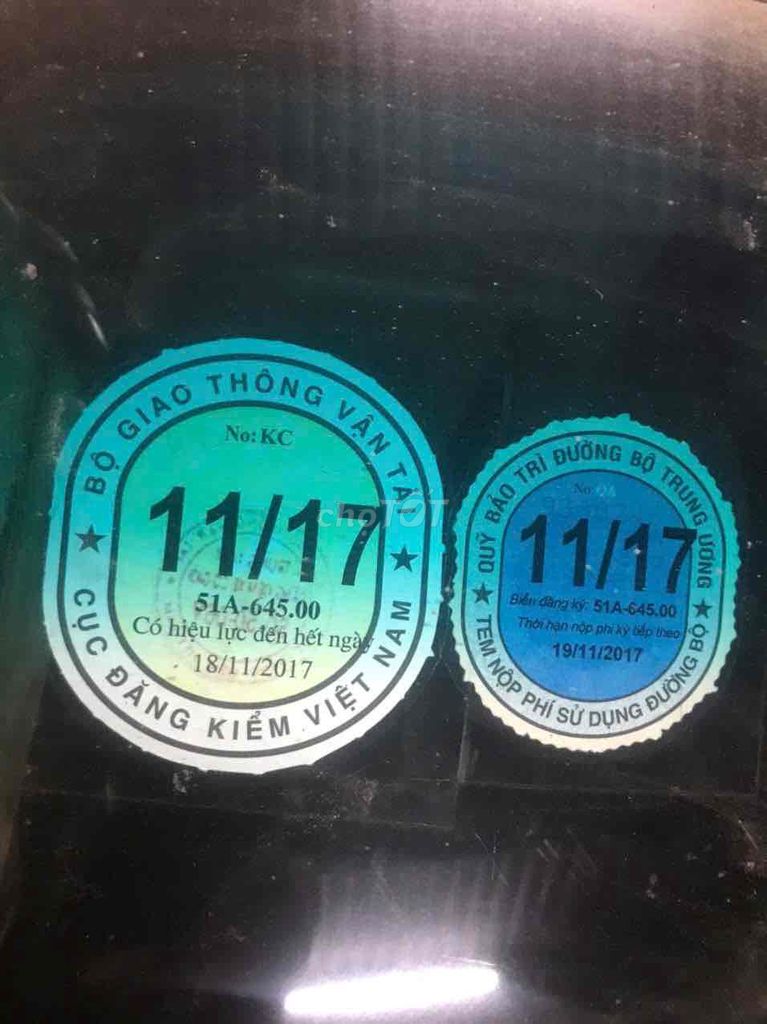 BỘ GIAO THÔNG VẬN TẢI
No: KC
11/17
51A-645.00
Có hiệu lực đến hết ngày
18/11/2017
CỤC ĐĂNG KIỂM VIỆT NAM
QUỸ BẢO TRÌ ĐƯỜNG BỘ TRUNG ƯƠNG
No: QA
11/17
Biển đăng ký: 51A-645.00
Thời hạn nộp phí kỳ tiếp theo
19/11/2017
TEM NỘP PHÍ SỬ DỤNG ĐƯỜNG BỘ
choTỐT